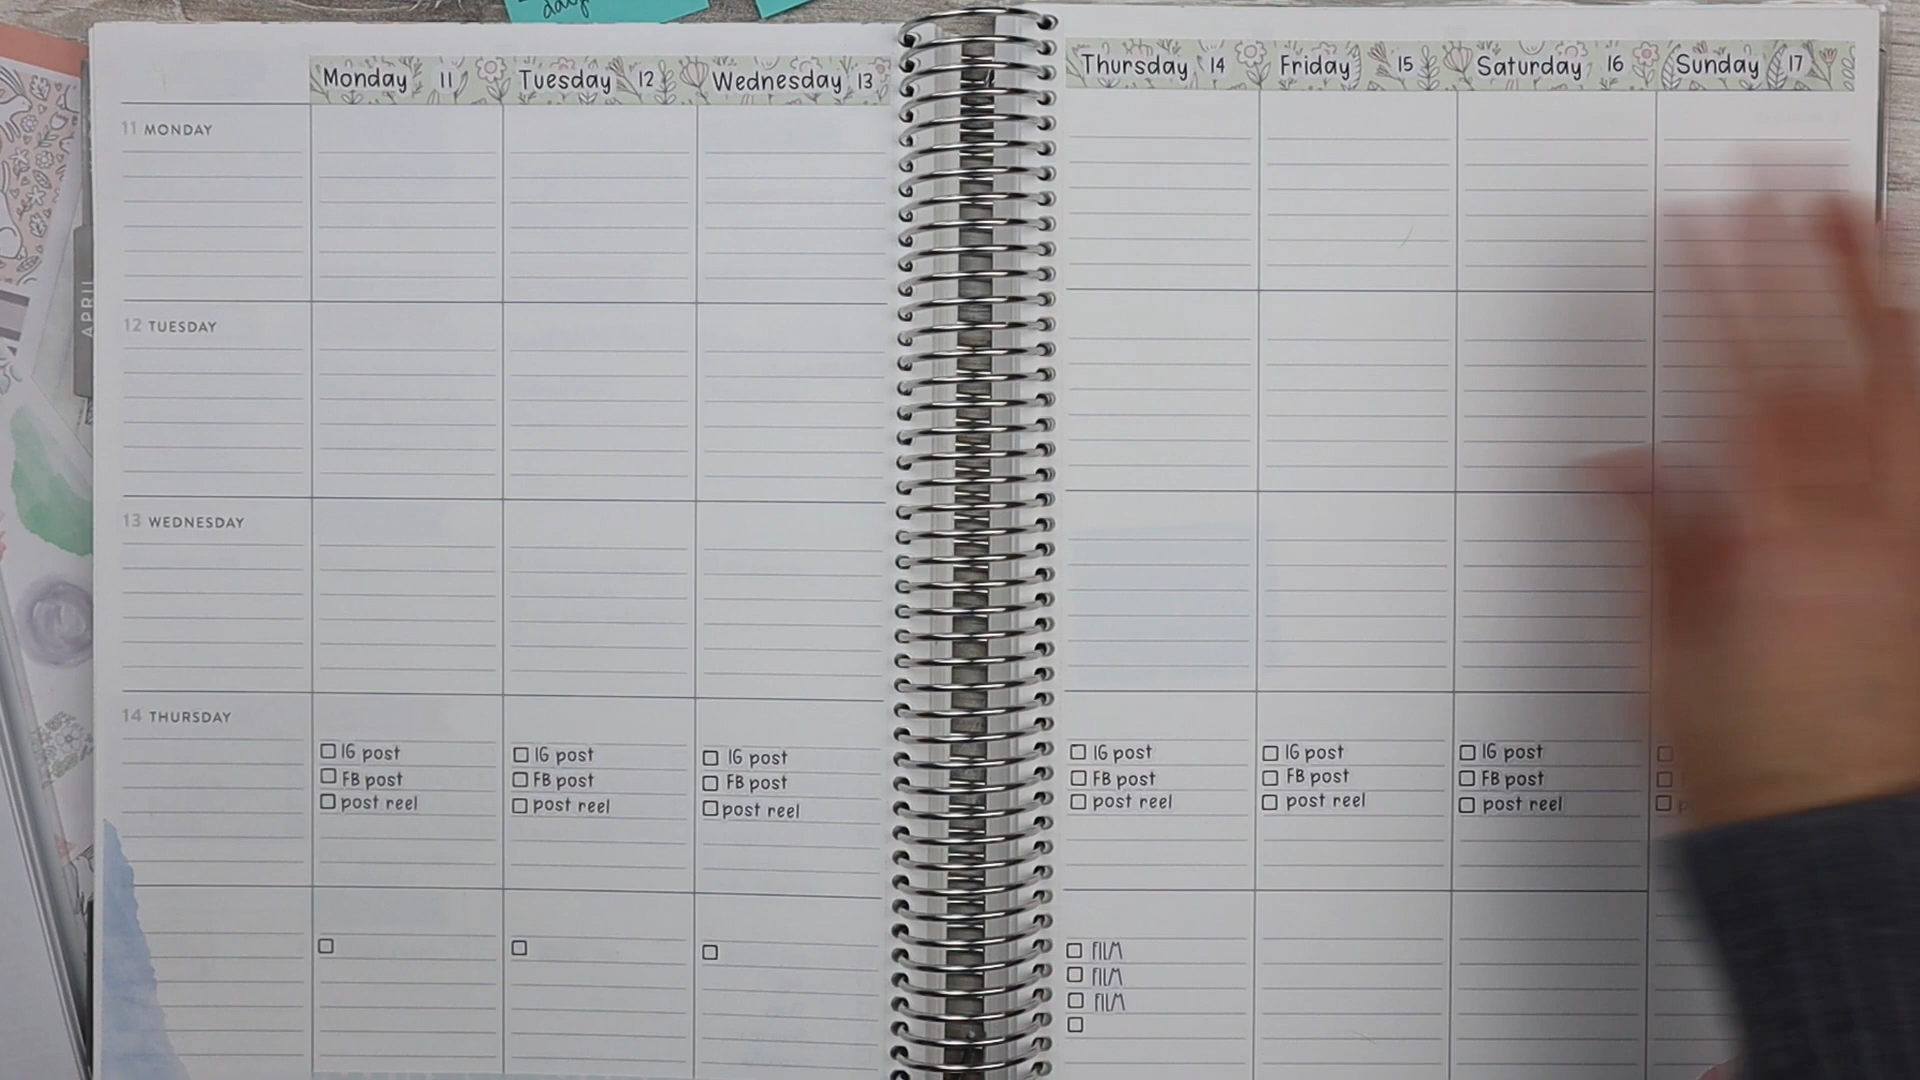 day
Monday 11 Tuesday 12 Wednesday 13 Thursday 14 Friday 15 Saturday 16 Sunday 17
11 MONDAY
12 TUESDAY
APRIL
13 WEDNESDAY
14 THURSDAY
IG post IG post IG post IG post IG post IG post
FB post FB post FB post FB post FB post FB post
post reel post reel post reel post reel post reel post reel
FILM
FILM
FILM